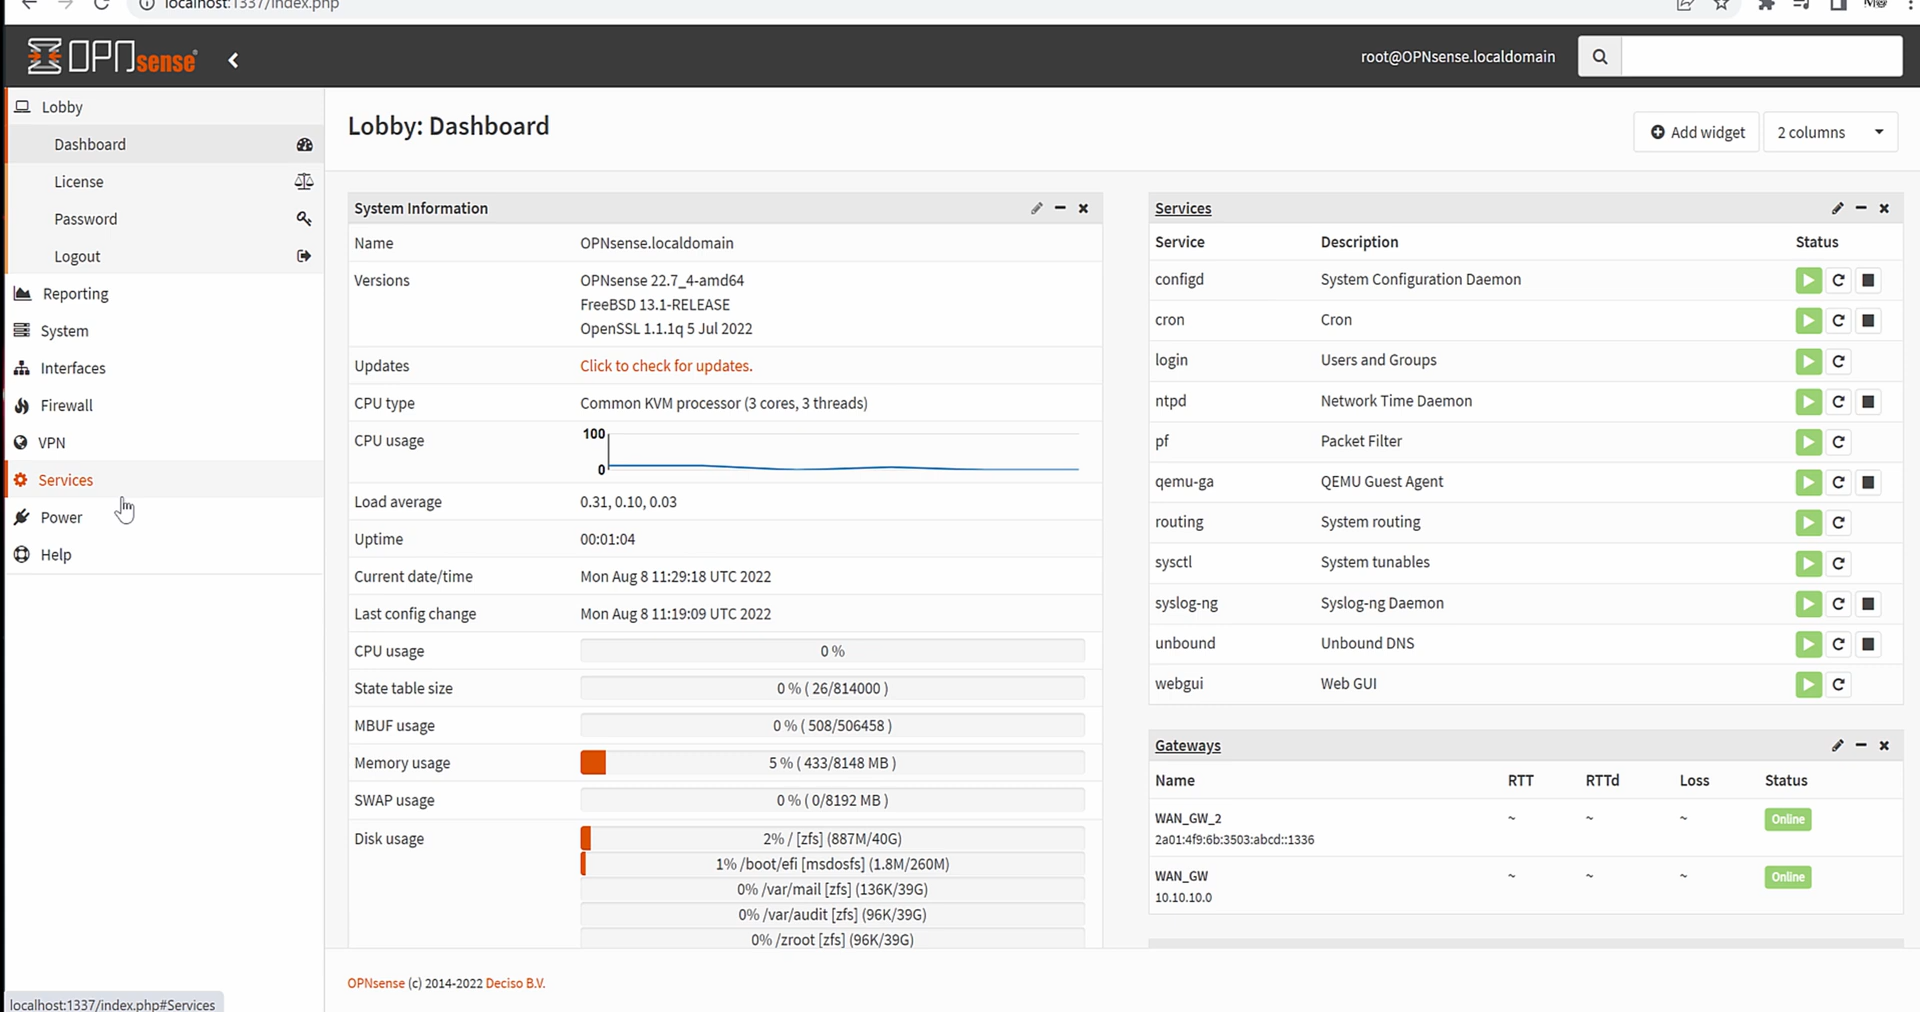 localhost:1337/index.php
OPNsense
root@OPNsense.localdomain
Lobby
Dashboard
License
Password
Logout
Reporting
System
Interfaces
Firewall
VPN
Services
Power
Help
Lobby: Dashboard
Add widget
2 columns
System Information
Name OPNsense.localdomain
Versions OPNsense 22.7_4-amd64
FreeBSD 13.1-RELEASE
OpenSSL 1.1.1q 5 Jul 2022
Updates Click to check for updates.
CPU type Common KVM processor (3 cores, 3 threads)
CPU usage 100
0
Load average 0.31, 0.10, 0.03
Uptime 00:01:04
Current date/time Mon Aug 8 11:29:18 UTC 2022
Last config change Mon Aug 8 11:19:09 UTC 2022
CPU usage 0 %
State table size 0 % ( 26/814000 )
MBUF usage 0 % ( 508/506458 )
Memory usage 5 % ( 433/8148 MB )
SWAP usage 0 % ( 0/8192 MB )
Disk usage 2% / [zfs] (887M/40G)
1% /boot/efi [msdosfs] (1.8M/260M)
0% /var/mail [zfs] (136K/39G)
0% /var/audit [zfs] (96K/39G)
0% /zroot [zfs] (96K/39G)
Services
Service Description Status
configd System Configuration Daemon
cron Cron
login Users and Groups
ntpd Network Time Daemon
pf Packet Filter
qemu-ga QEMU Guest Agent
routing System routing
sysctl System tunables
syslog-ng Syslog-ng Daemon
unbound Unbound DNS
webgui Web GUI
Gateways
Name RTT RTTd Loss Status
WAN_GW_2 ~ ~ ~ Online
2a01:4f9:6b:3503:abcd::1336
WAN_GW ~ ~ ~ Online
10.10.10.0
OPNsense (c) 2014-2022 Deciso B.V.
localhost:1337/index.php#Services